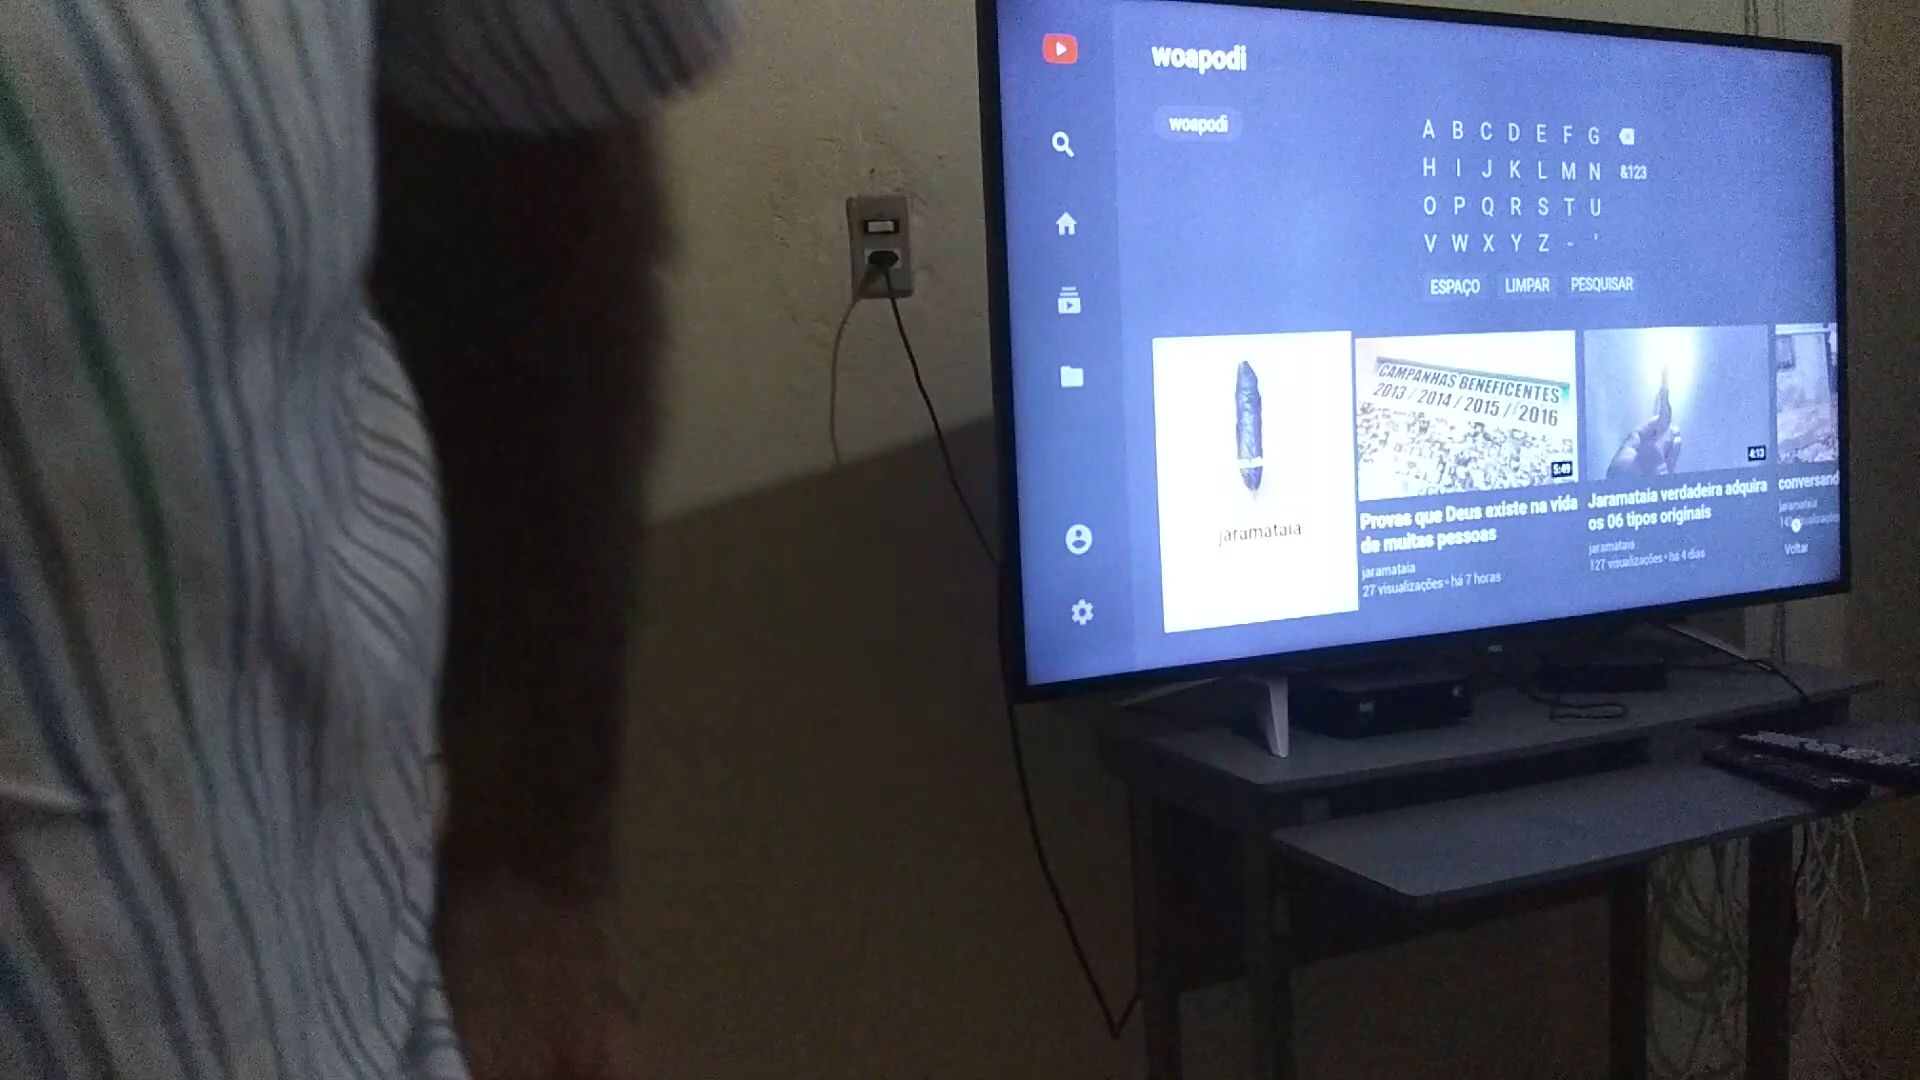 woapodi
woapodi
A B C D E F G
H I J K L M N &123
O P Q R S T U
V W X Y Z - '
ESPAÇO LIMPAR PESQUISAR
CAMPANHAS BENEFICENTES
2013 / 2014 / 2015 / 2016
5:49
4:13
jaramataia
Provas que Deus existe na vida
de muitas pessoas
jaramataia
27 visualizações • há 7 horas
Jaramataia verdadeira adquira
os 06 tipos originais
jaramataia
127 visualizações • há 4 dias
conversand
jaramataia
Voltar